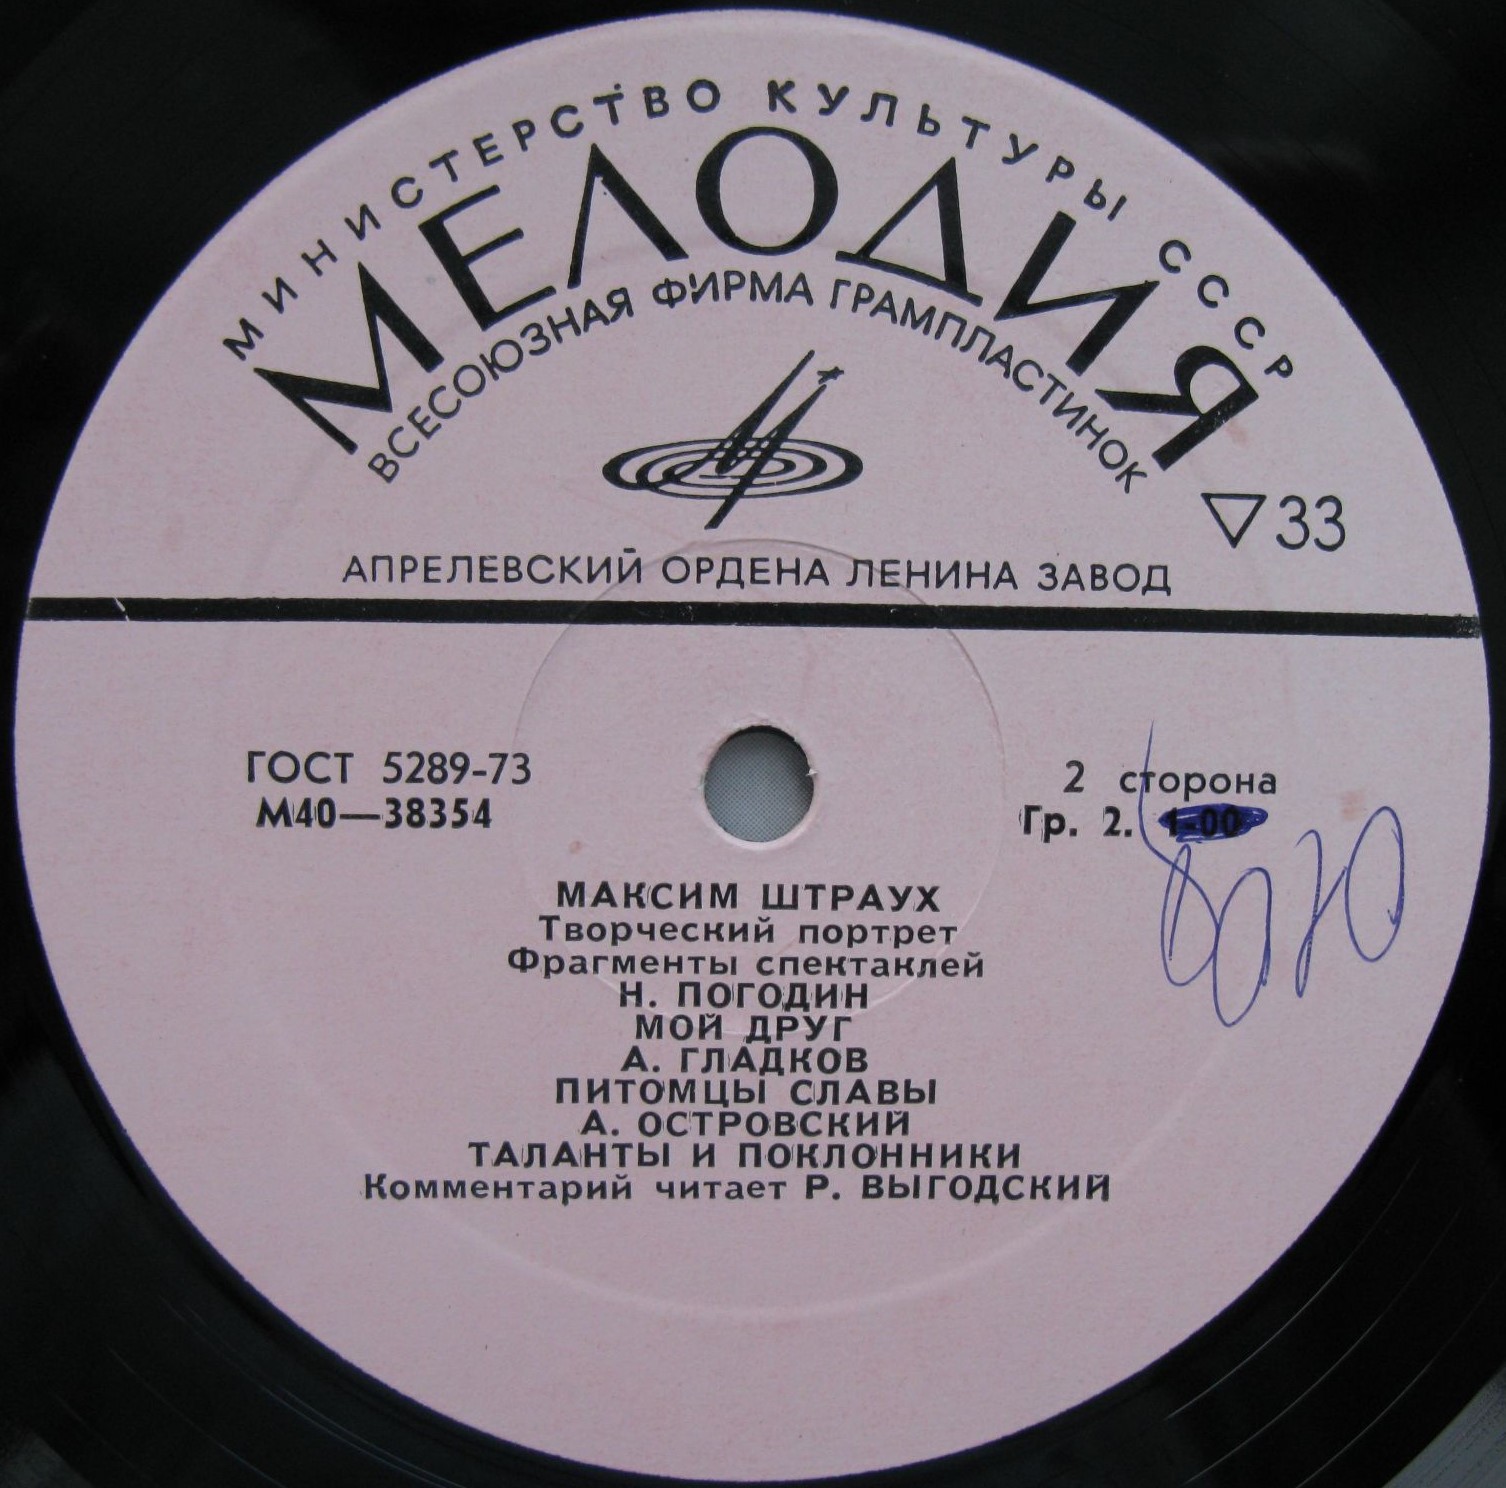 МИНИСТЕРСТВО КУЛЬТУРЫ СССР
МЕЛОДИЯ
ВСЕСОЮЗНАЯ ФИРМА ГРАМПЛАСТИНОК
33
АПРЕЛЕВСКИЙ ОРДЕНА ЛЕНИНА ЗАВОД
ГОСТ 5289-73
М40—38354
2 сторона
Гр. 2. 1-00
МАКСИМ ШТРАУХ
Творческий портрет
Фрагменты спектаклей
Н. ПОГОДИН
МОЙ ДРУГ
А. ГЛАДКОВ
ПИТОМЦЫ СЛАВЫ
А. ОСТРОВСКИЙ
ТАЛАНТЫ И ПОКЛОННИКИ
Комментарий читает Р. ВЫГОДСКИЙ